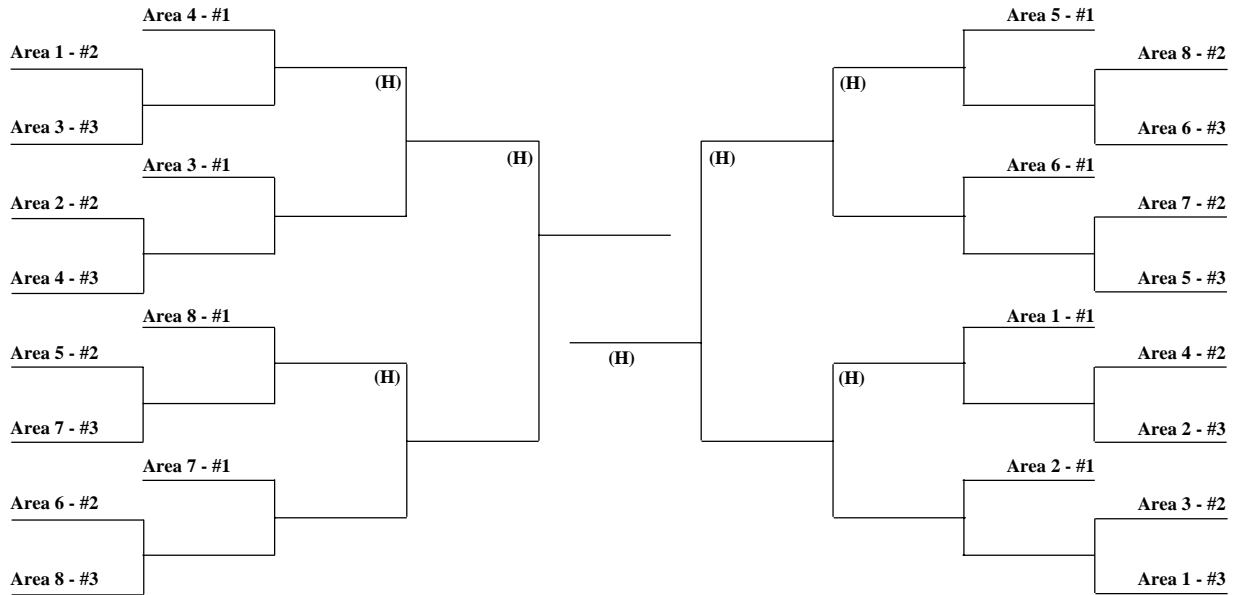 Area 4 - #1
Area 1 - #2
(H)
Area 3 - #3
(H)
Area 3 - #1
Area 2 - #2
Area 4 - #3
Area 8 - #1
Area 5 - #2
(H)
Area 7 - #3
Area 7 - #1
Area 6 - #2
Area 8 - #3
Area 5 - #1
Area 8 - #2
(H)
Area 6 - #3
(H)
Area 6 - #1
Area 7 - #2
Area 5 - #3
Area 1 - #1
Area 4 - #2
(H)
(H)
Area 2 - #3
Area 2 - #1
Area 3 - #2
Area 1 - #3